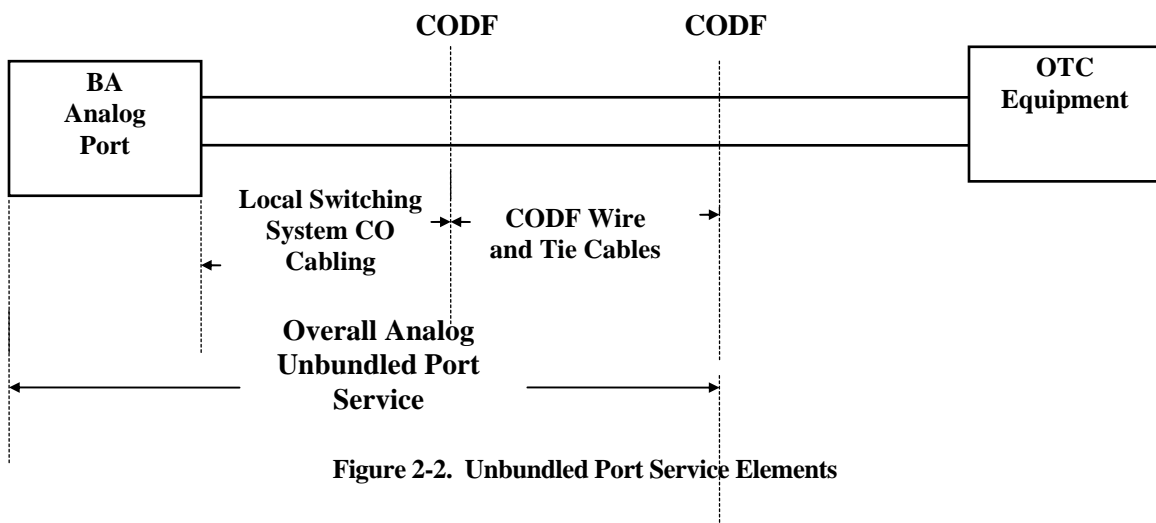 CODF
CODF
BA
Analog
Port
OTC
Equipment
Local Switching
System CO
Cabling
CODF Wire
and Tie Cables
Overall Analog
Unbundled Port
Service
Figure 2-2. Unbundled Port Service Elements